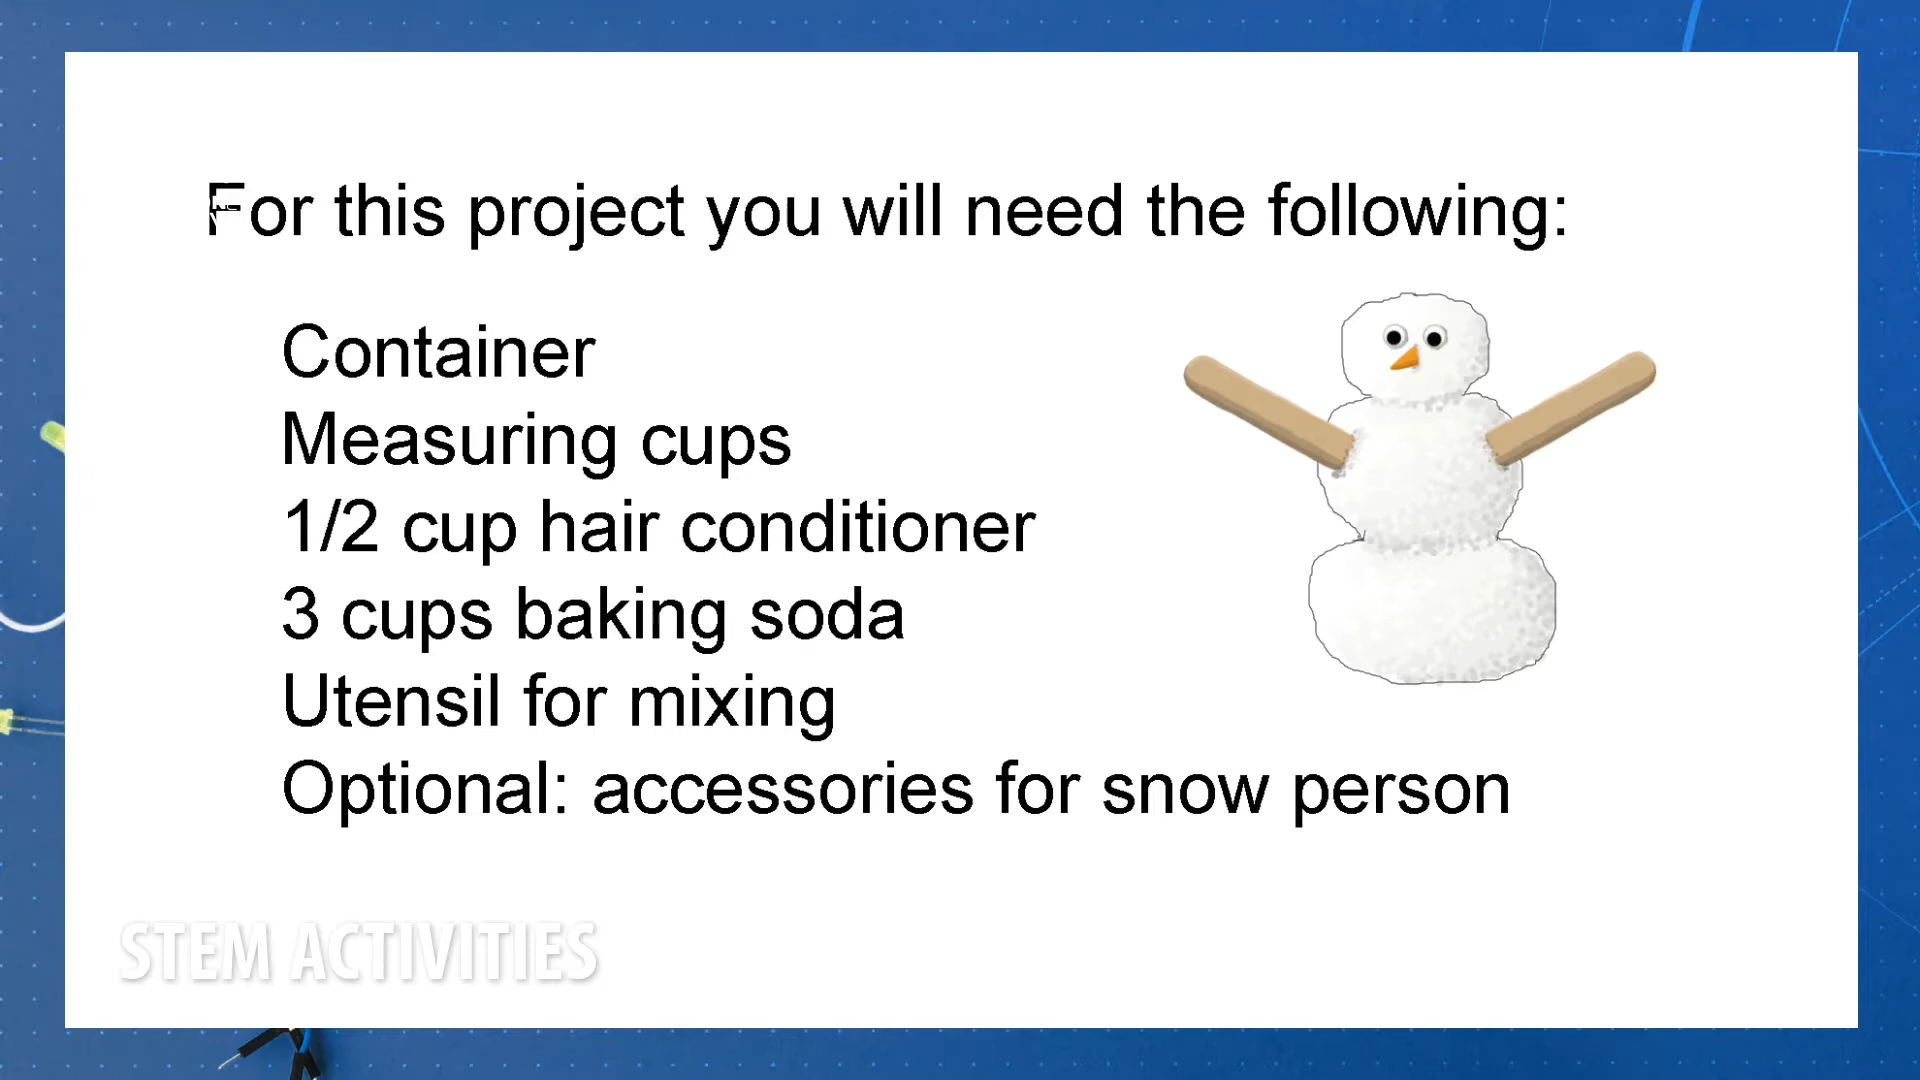 For this project you will need the following:
Container
Measuring cups
1/2 cup hair conditioner
3 cups baking soda
Utensil for mixing
Optional: accessories for snow person
STEM ACTIVITIES